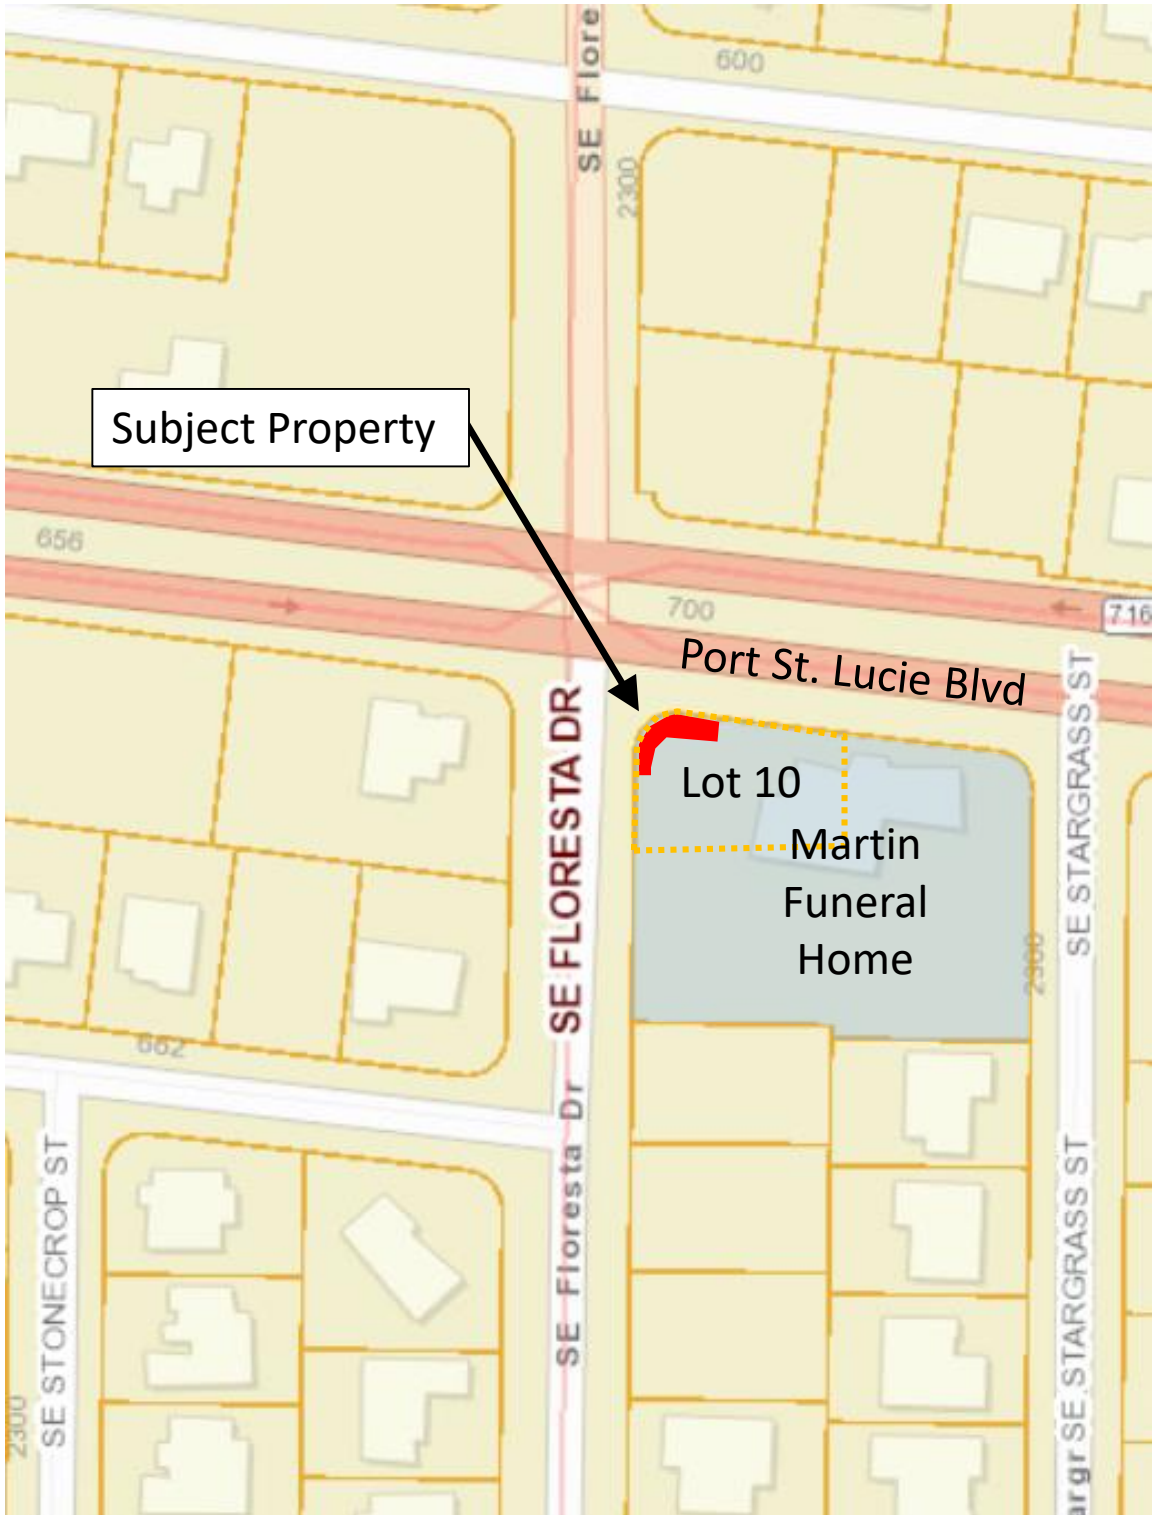 SE Flore
600
2300
Subject Property
656
700
716
Port St. Lucie Blvd
SE STARGRASS ST
SE FLORESTA DR
Lot 10
Martin
Funeral
Home
2300
662
SE Floresta Dr
SE STONECROP ST
SE STARGRASS ST
2300
argr